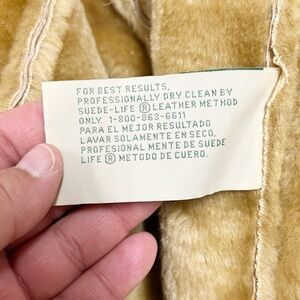 FOR BEST RESULTS,
PROFESSIONALLY DRY CLEAN BY
SUEDE-LIFE ® LEATHER METHOD
ONLY. 1-800-863-6611
PARA EL MEJOR RESULTADO
LAVAR SOLAMENTE EN SECO,
PROFESIONAL MENTE DE SUEDE
LIFE ® METODO DE CUERO.